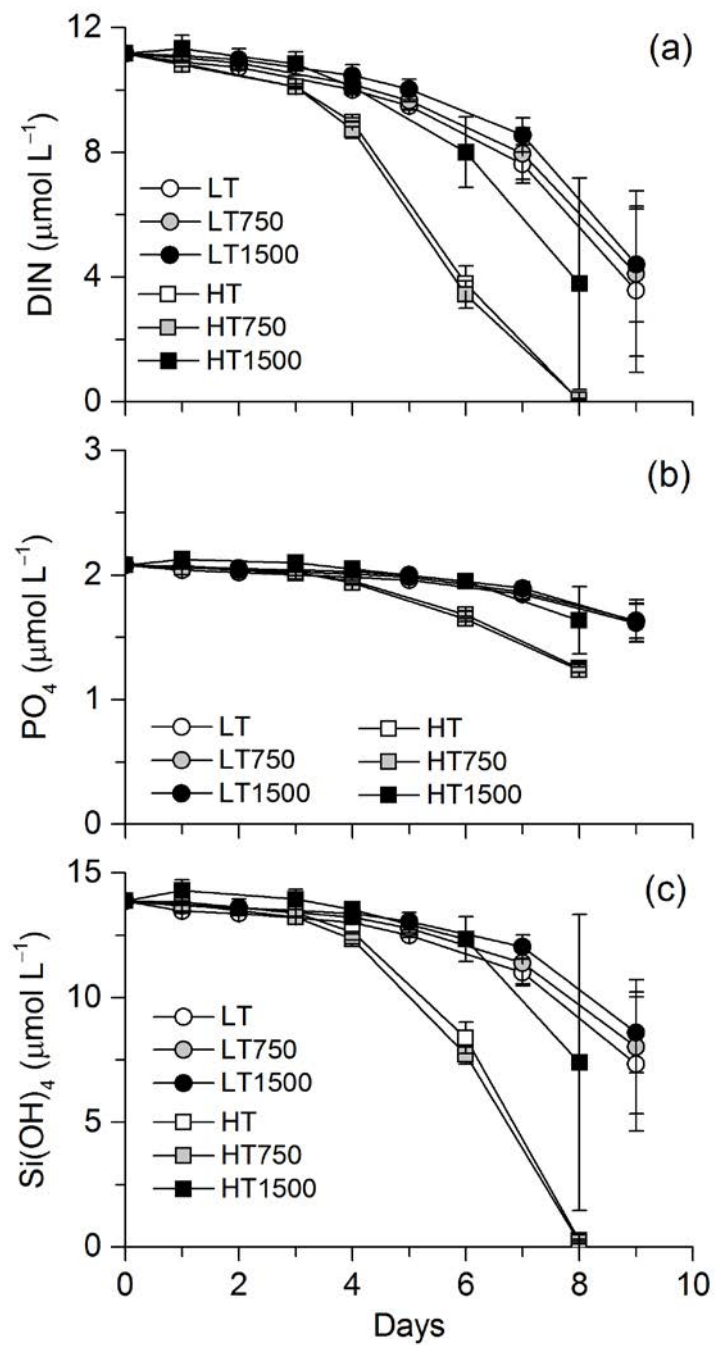 (a)
DIN (μmol L⁻¹)
12
8
4
0
LT
LT750
LT1500
HT
HT750
HT1500
(b)
PO₄ (μmol L⁻¹)
3
2
1
0
LT
HT
LT750
HT750
LT1500
HT1500
(c)
Si(OH)₄ (μmol L⁻¹)
15
10
5
0
LT
LT750
LT1500
HT
HT750
HT1500
0 2 4 6 8 10
Days